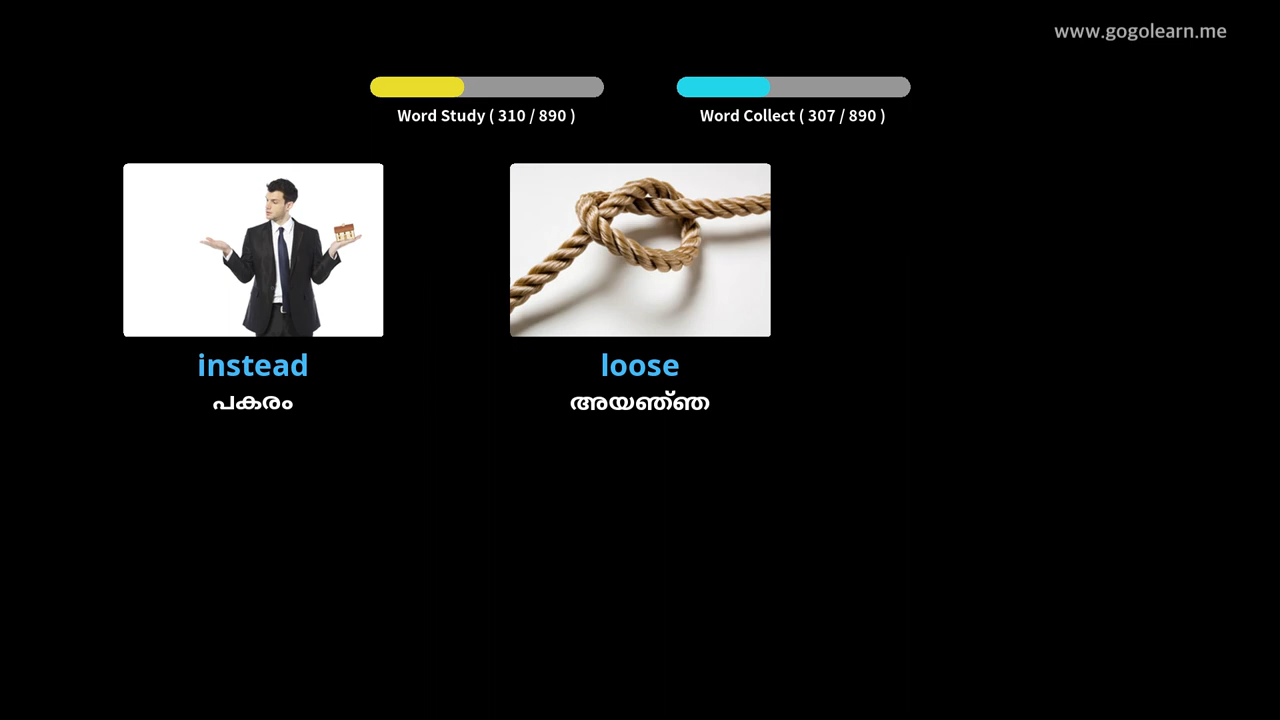 www.gogolearn.me
Word Study ( 310 / 890 )
Word Collect ( 307 / 890 )
instead
പകരം
loose
അയഞ്ഞ